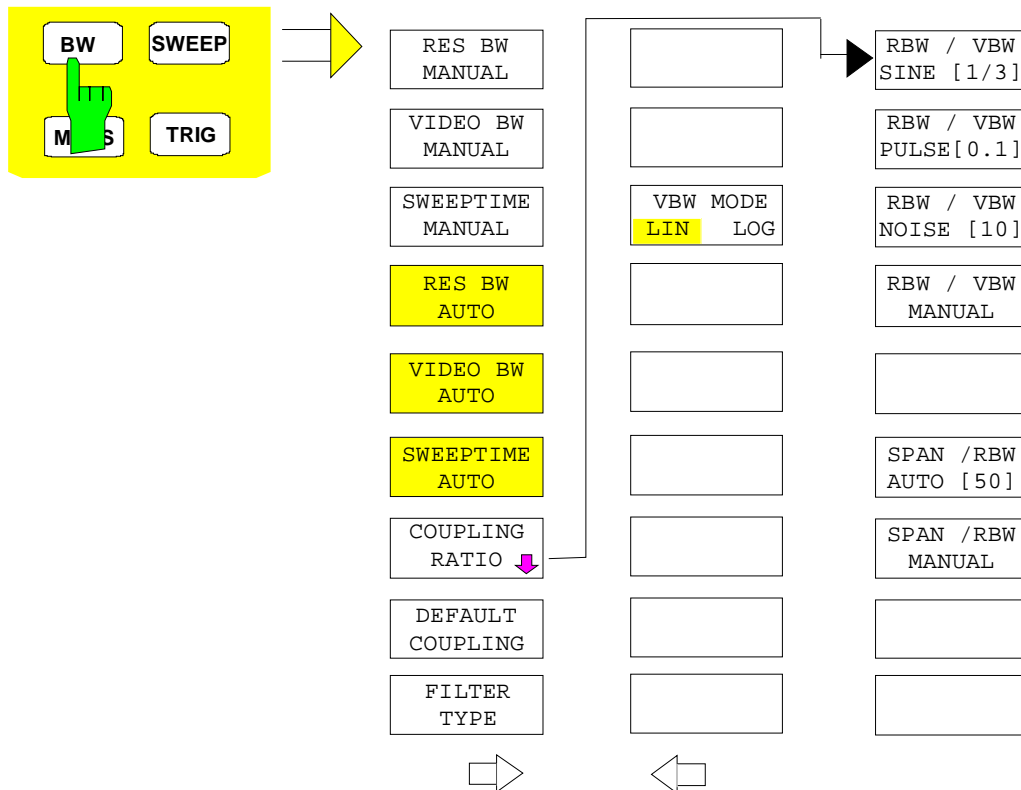 BW
SWEEP
TRIG
RES BW
MANUAL
VIDEO BW
MANUAL
SWEEPTIME
MANUAL
RES BW
AUTO
VIDEO BW
AUTO
SWEEPTIME
AUTO
COUPLING
RATIO
DEFAULT
COUPLING
FILTER
TYPE
VBW MODE
LIN LOG
RBW / VBW
SINE [1/3]
RBW / VBW
PULSE[0.1]
RBW / VBW
NOISE [10]
RBW / VBW
MANUAL
SPAN /RBW
AUTO [50]
SPAN /RBW
MANUAL